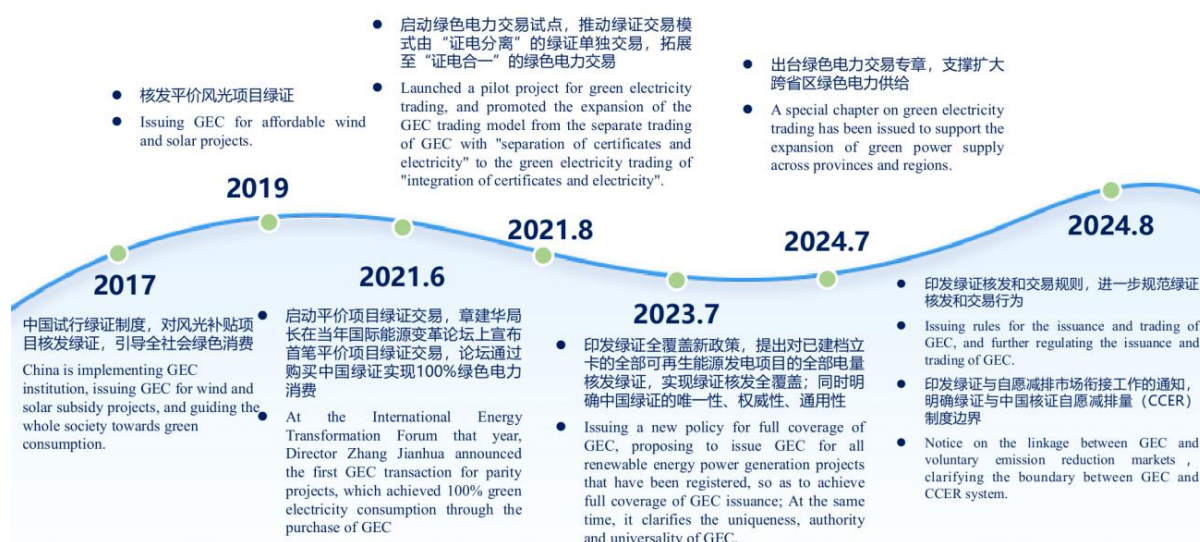 2017
中国试行绿证制度，对风光补贴项
目核发绿证，引导全社会绿色消费
China is implementing GEC
institution, issuing GEC for wind and
solar subsidy projects, and guiding the
whole society towards green
consumption.
● 核发平价风光项目绿证
● Issuing GEC for affordable wind
and solar projects.
2019
2021.6
● 启动平价项目绿证交易，章建华局
长在当年国际能源变革论坛上宣布
首笔平价项目绿证交易，论坛通过
购买中国绿证实现100%绿色电力
消费
● At the International Energy
Transformation Forum that year,
Director Zhang Jianhua announced
the first GEC transaction for parity
projects, which achieved 100% green
electricity consumption through the
purchase of GEC
● 启动绿色电力交易试点，推动绿证交易模
式由“证电分离”的绿证单独交易，拓展
至“证电合一”的绿色电力交易
● Launched a pilot project for green electricity
trading, and promoted the expansion of the
GEC trading model from the separate trading
of GEC with "separation of certificates and
electricity" to the green electricity trading of
"integration of certificates and electricity".
2021.8
2023.7
● 印发绿证全覆盖新政策，提出对已建档立
卡的全部可再生能源发电项目的全部电量
核发绿证，实现绿证核发全覆盖；同时明
确中国绿证的唯一性、权威性、通用性
● Issuing a new policy for full coverage of
GEC, proposing to issue GEC for all
renewable energy power generation projects
that have been registered, so as to achieve
full coverage of GEC issuance; At the same
time, it clarifies the uniqueness, authority
and universality of GEC.
● 出台绿色电力交易专章，支撑扩大
跨省区绿色电力供给
● A special chapter on green electricity
trading has been issued to support the
expansion of green power supply
across provinces and regions.
2024.7
2024.8
● 印发绿证核发和交易规则，进一步规范绿证
核发和交易行为
● Issuing rules for the issuance and trading of
GEC, and further regulating the issuance and
trading of GEC.
● 印发绿证与自愿减排市场衔接工作的通知，
明确绿证与中国核证自愿减排量（CCER）
制度边界
● Notice on the linkage between GEC and
voluntary emission reduction markets ,
clarifying the boundary between GEC and
CCER system.